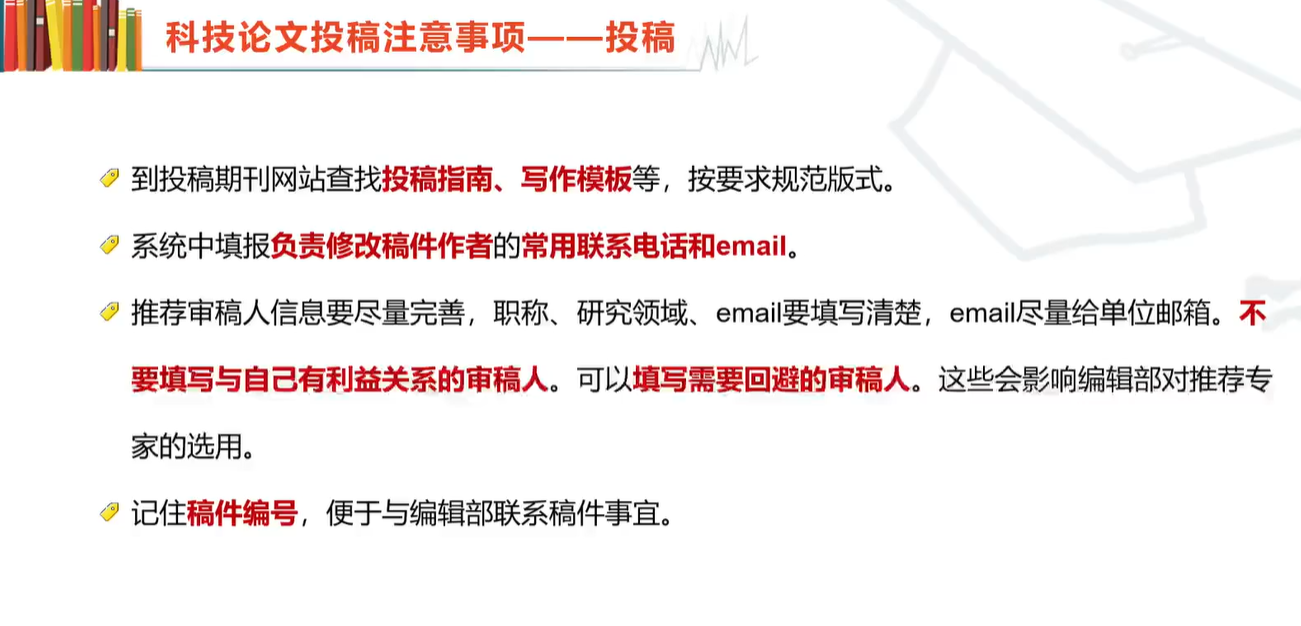 科技论文投稿注意事项——投稿
到投稿期刊网站查找投稿指南、写作模板等，按要求规范版式。
系统中填报负责修改稿件作者的常用联系电话和email。
推荐审稿人信息要尽量完善，职称、研究领域、email要填写清楚，email尽量给单位邮箱。不
要填写与自己有利益关系的审稿人。可以填写需要回避的审稿人。这些会影响编辑部对推荐专
家的选用。
记住稿件编号，便于与编辑部联系稿件事宜。